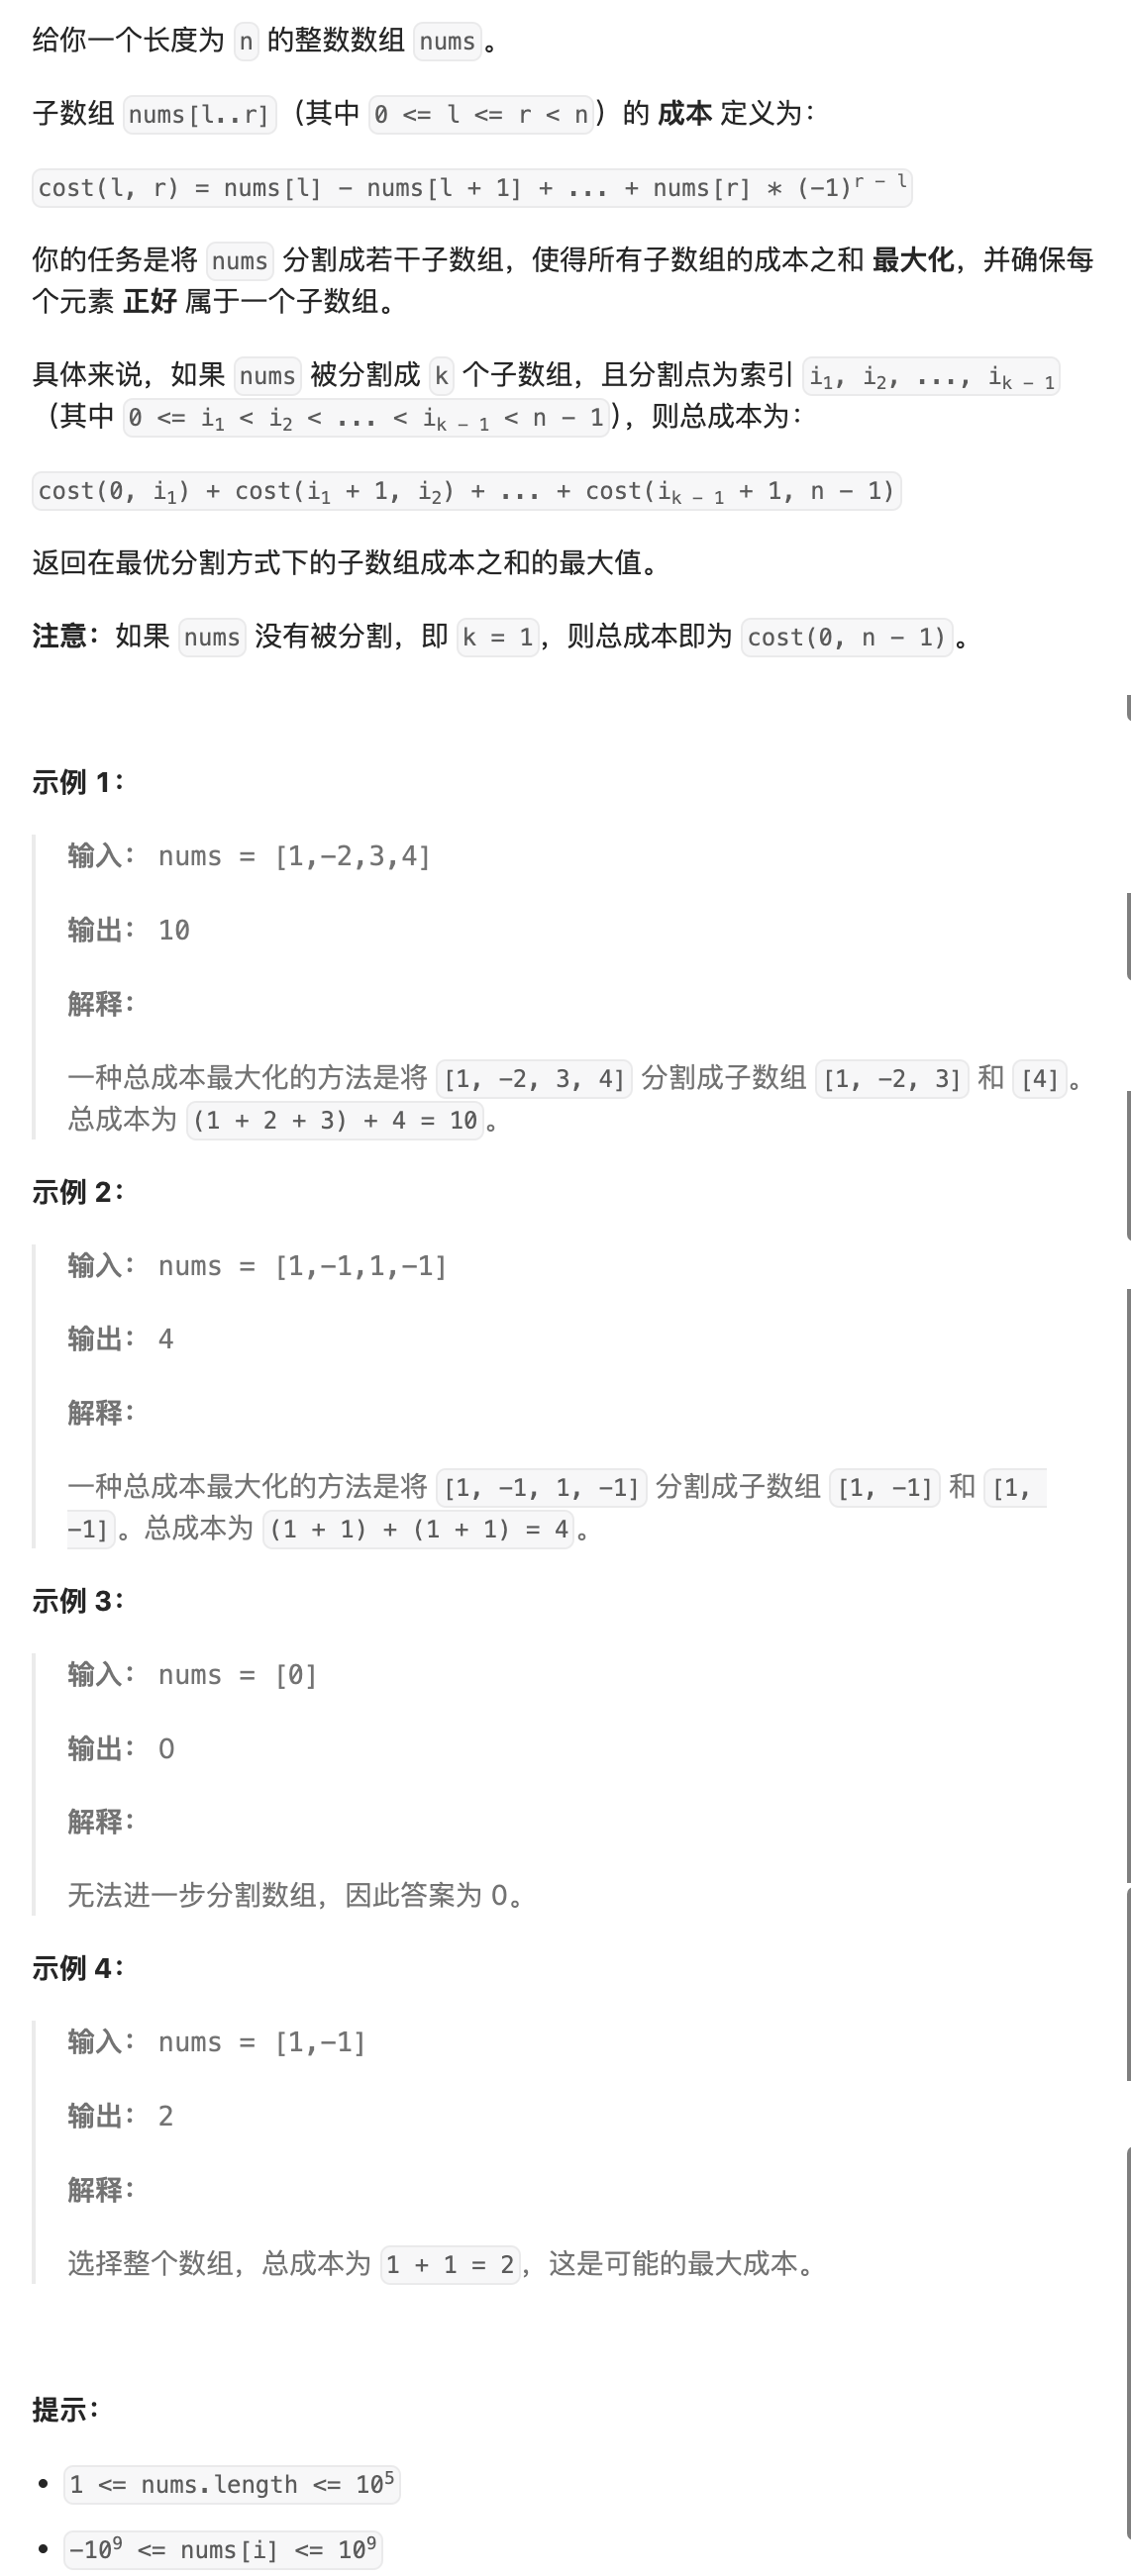 给你一个长度为 n 的整数数组 nums 。
子数组 nums[l..r]（其中 0 <= l <= r < n）的 成本 定义为：
cost(l, r) = nums[l] - nums[l + 1] + ... + nums[r] * (−1)^(r − l)
你的任务是将 nums 分割成若干子数组，使得所有子数组的成本之和 最大化，并确保每
个元素 正好 属于一个子数组。
具体来说，如果 nums 被分割成 k 个子数组，且分割点为索引 i₁, i₂, ..., iₖ ₋ ₁
（其中 0 <= i₁ < i₂ < ... < iₖ ₋ ₁ < n - 1），则总成本为：
cost(0, i₁) + cost(i₁ + 1, i₂) + ... + cost(iₖ ₋ ₁ + 1, n − 1)
返回在最优分割方式下的子数组成本之和的最大值。
注意：如果 nums 没有被分割，即 k = 1，则总成本即为 cost(0, n - 1)。
示例 1：
输入： nums = [1,-2,3,4]
输出： 10
解释：
一种总成本最大化的方法是将 [1, -2, 3, 4] 分割成子数组 [1, -2, 3] 和 [4]。
总成本为 (1 + 2 + 3) + 4 = 10。
示例 2：
输入： nums = [1,-1,1,-1]
输出： 4
解释：
一种总成本最大化的方法是将 [1, -1, 1, -1] 分割成子数组 [1, -1] 和 [1,
-1]。总成本为 (1 + 1) + (1 + 1) = 4。
示例 3：
输入： nums = [0]
输出： 0
解释：
无法进一步分割数组，因此答案为 0。
示例 4：
输入： nums = [1,-1]
输出： 2
解释：
选择整个数组，总成本为 1 + 1 = 2，这是可能的最大成本。
提示：
• 1 <= nums.length <= 10⁵
• -10⁹ <= nums[i] <= 10⁹